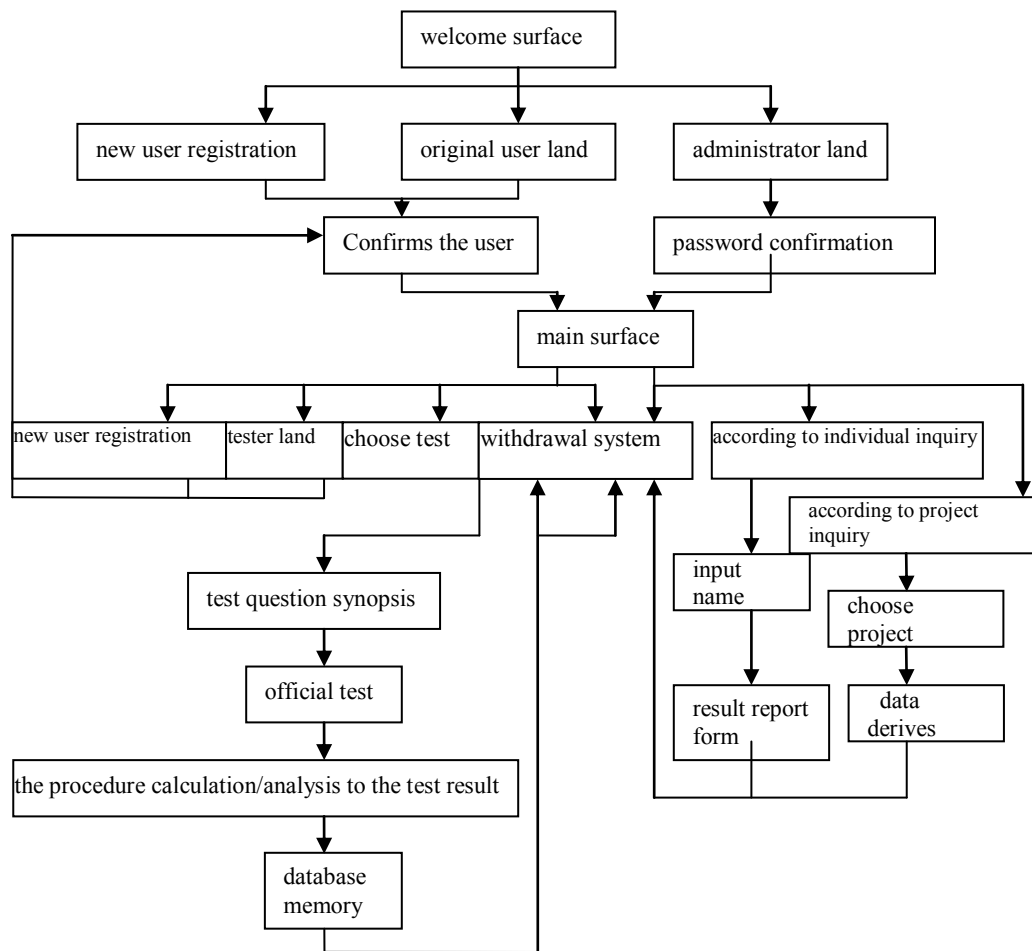 welcome surface
new user registration
original user land
administrator land
Confirms the user
password confirmation
main surface
new user registration
tester land
choose test
withdrawal system
according to individual inquiry
according to project
inquiry
input
name
test question synopsis
choose
project
official test
result report
form
data
derives
the procedure calculation/analysis to the test result
database
memory